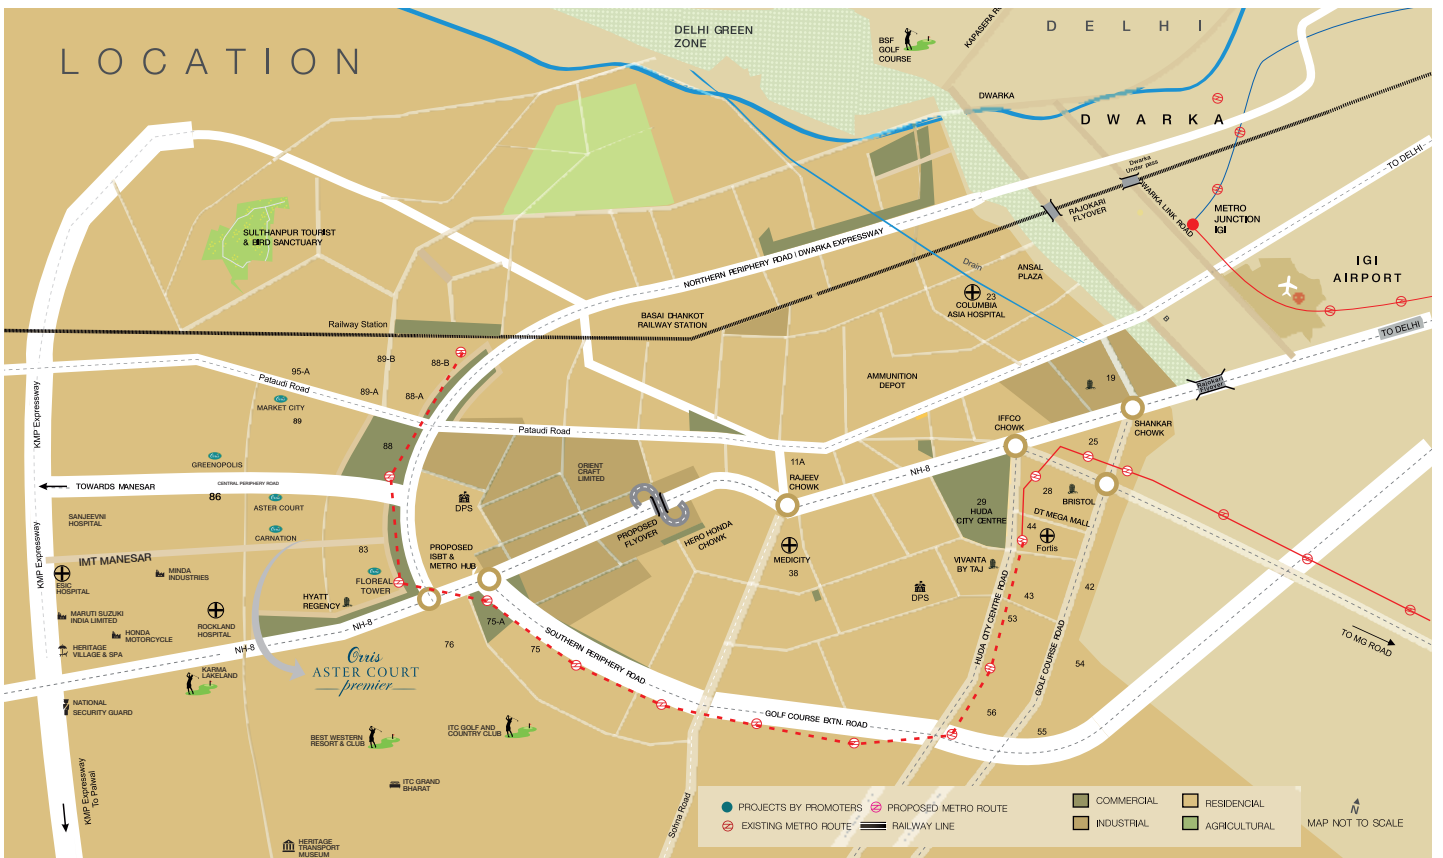 LOCATION
DELHI GREEN
ZONE
BSF
GOLF
COURSE
DELHI
DWARKA
DWARKA
Dwarka
Under pass
TO DELHI
DWARKA LINK ROAD
RAJOKARI
FLYOVER
METRO
JUNCTION
IGI
IGI
AIRPORT
TO DELHI
Rajokari
Flyover
SULTHANPUR TOURIST
& BIRD SANCTUARY
NORTHERN PERIPHERY ROAD / DWARKA EXPRESSWAY
Drain
ANSAL
PLAZA
23
COLUMBIA
ASIA HOSPITAL
8
Railway Station
BASAI DHANKOT
RAILWAY STATION
89-B
88-B
95-A
Pataudi Road
89-A
88-A
MARKET CITY
89
KMP Expressway
AMMUNITION
DEPOT
19
IFFCO
CHOWK
SHANKAR
CHOWK
Pataudi Road
88
GREENOPOLIS
25
NH-8
11A
RAJEEV
CHOWK
ORIENT
CRAFT
LIMITED
TOWARDS MANESAR
CENTRAL PERIPHERY ROAD
86
ASTER COURT
DPS
28
BRISTOL
DT MEGA MALL
29
HUDA
CITY CENTRE
44
Fortis
SANJEEVNI
HOSPITAL
CARNATION
PROPOSED
FLYOVER
HERO HONDA
CHOWK
PROPOSED
ISBT &
METRO HUB
83
IMT MANESAR
KMP Expressway
MEDICITY
38
VIVANTA
BY TAJ
MINDA
INDUSTRIES
ESIC
HOSPITAL
FLOREAL
TOWER
HYATT
REGENCY
DPS
42
43
MARUTI SUZUKI
INDIA LIMITED
ROCKLAND
HOSPITAL
HONDA
MOTORCYCLE
NH-8
75-A
53
HUDA CITY CENTRE ROAD
GOLF COURSE ROAD
TO MG ROAD
HERITAGE
VILLAGE & SPA
NH-8
76
75
SOUTHERN PERIPHERY ROAD
54
Orris
ASTER COURT
premier
KARMA
LAKELAND
NATIONAL
SECURITY GUARD
56
GOLF COURSE EXTN. ROAD
55
BEST WESTERN
RESORT & CLUB
ITC GOLF AND
COUNTRY CLUB
ITC GRAND
BHARAT
KMP Expressway
To Palwal
Sohna Road
HERITAGE
TRANSPORT
MUSEUM
PROJECTS BY PROMOTERS
PROPOSED METRO ROUTE
COMMERCIAL
RESIDENCIAL
EXISTING METRO ROUTE
RAILWAY LINE
INDUSTRIAL
AGRICULTURAL
N
MAP NOT TO SCALE